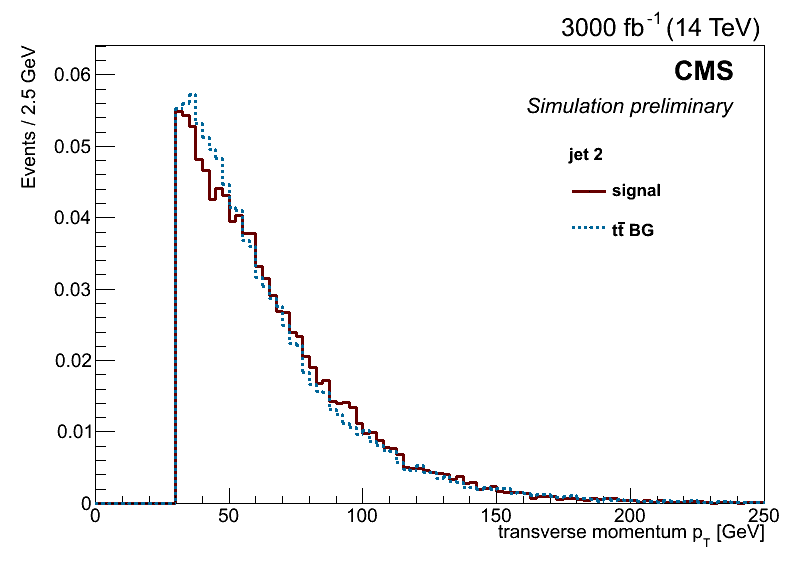 3000 fb⁻¹ (14 TeV)
CMS
Simulation preliminary
jet 2
signal
tt̄ BG
Events / 2.5 GeV
0.06
0.05
0.04
0.03
0.02
0.01
0
0 50 100 150 200 250
transverse momentum p_T [GeV]